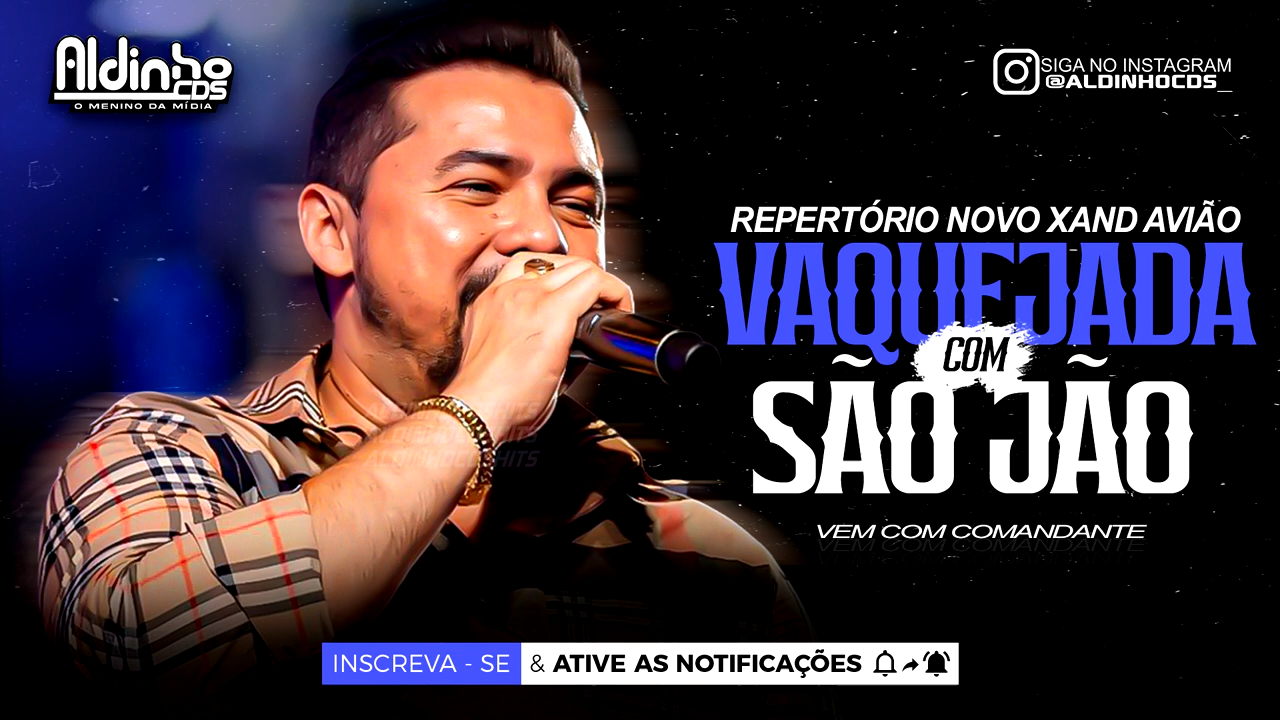 Aldinho
CDS
O MENINO DA MÍDIA
SIGA NO INSTAGRAM
@ALDINHOCDS_
REPERTÓRIO NOVO XAND AVIÃO
VAQUEJADA
COM
SÃO JÃO
VEM COM COMANDANTE
INSCREVA - SE & ATIVE AS NOTIFICAÇÕES